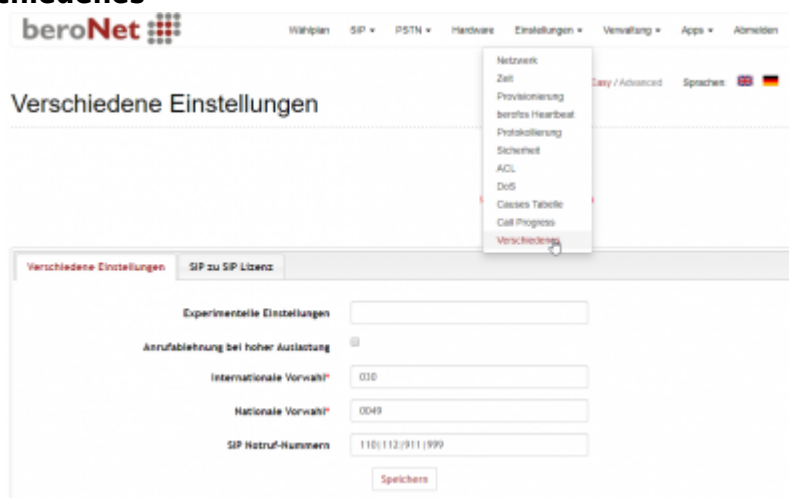 chiedenes
beroNet
Wählplan SIP PSTN Hardware Einstellungen Verwaltung Apps Abmelden
Netzwerk
Zeit
Easy / Advanced Sprachen
Provisionierung
Verschiedene Einstellungen
berofos Heartbeat
Protokollierung
Sicherheit
ACL
DoS
Causes Tabelle
Call Progress
Verschiedenes
Verschiedene Einstellungen SIP zu SIP Lizenz
Experimentelle Einstellungen
Anrufablehnung bei hoher Auslastung
Internationale Vorwahl* 030
Nationale Vorwahl* 0049
SIP Notruf-Nummern 110|112|911|999
Speichern